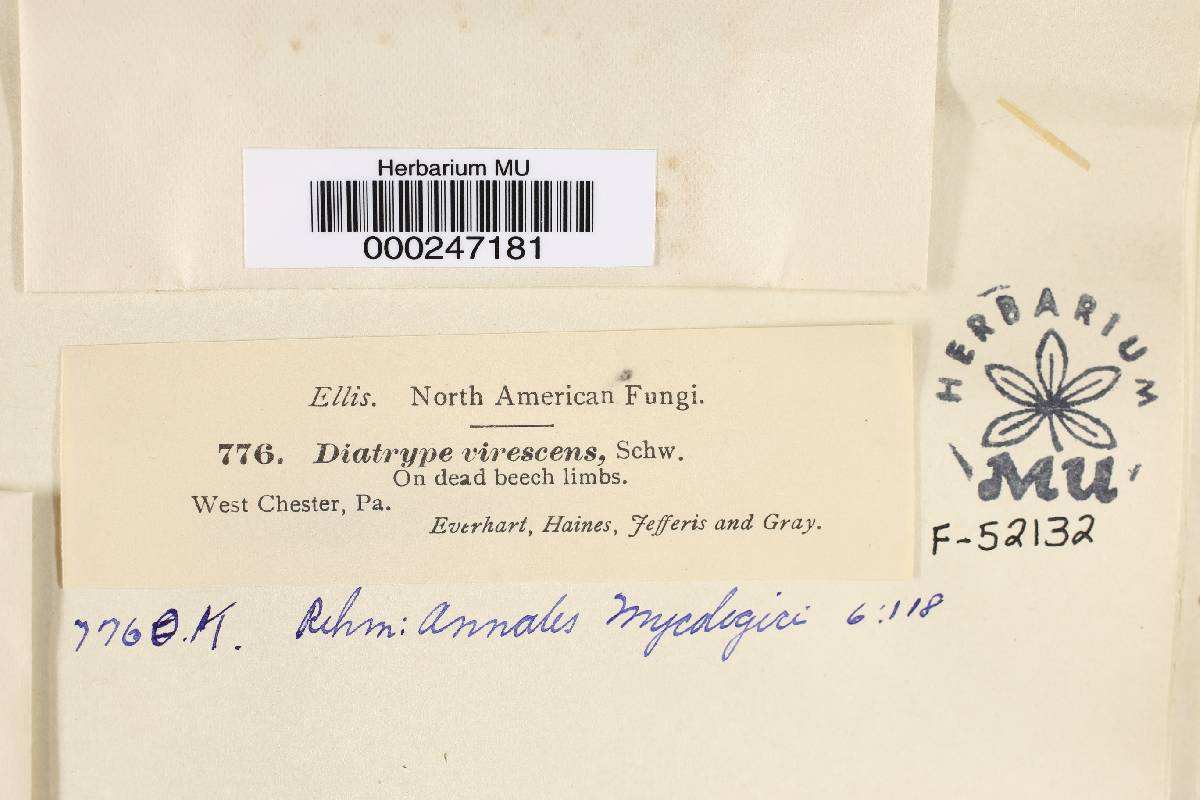 Herbarium MU
000247181
HERBARIUM
MU
F-52132
Ellis. North American Fungi.
776. Diatrype virescens, Schw.
On dead beech limbs.
West Chester, Pa.
Everhart, Haines, Jefferis and Gray.
776 O.K. Rehm: Annales Mycologici 6:118